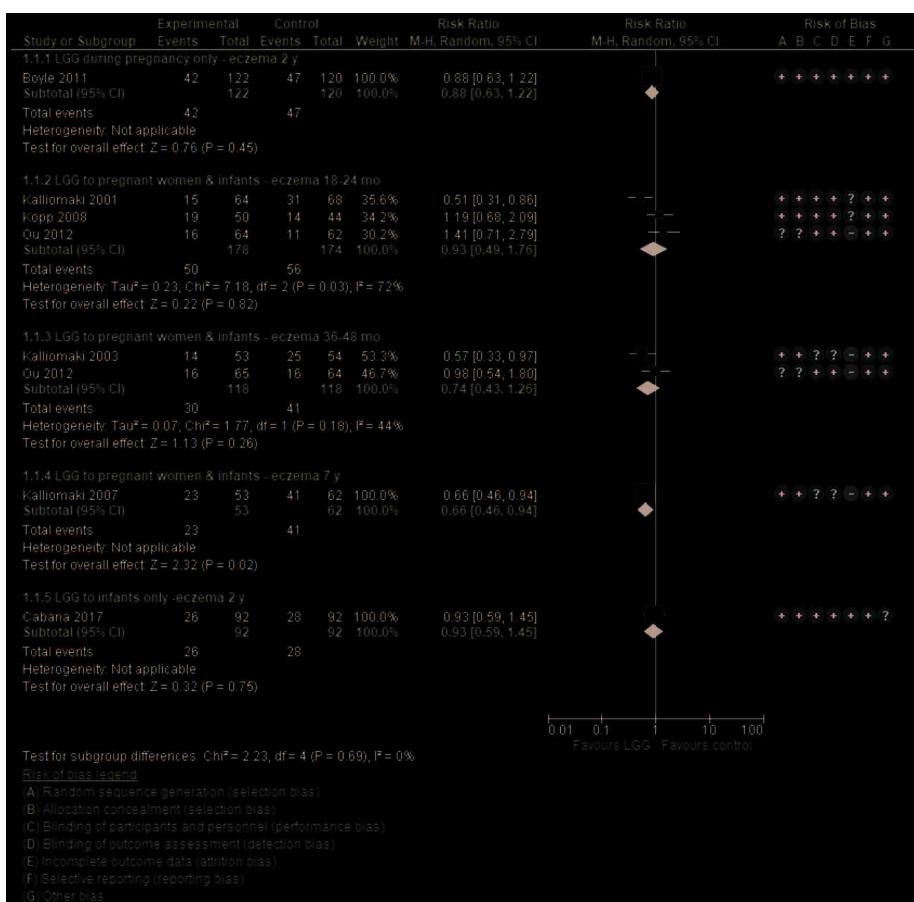 Experimental Control Risk Ratio Risk Ratio Risk of Bias
Study or Subgroup Events Total Events Total Weight M-H, Random, 95% CI M-H, Random, 95% CI A B C D E F G
1.1.1 LGG during pregnancy only - eczema 2 y
Boyle 2011 42 122 47 120 100.0% 0.88 [0.63, 1.22] + + + + + + +
Subtotal (95% CI) 122 120 100.0% 0.88 [0.63, 1.22]
Total events 42 47
Heterogeneity: Not applicable
Test for overall effect: Z = 0.76 (P = 0.45)
1.1.2 LGG to pregnant women & infants - eczema 18-24 mo
Kalliomaki 2001 15 64 31 68 35.6% 0.51 [0.31, 0.86] + + + + ? + +
Kopp 2008 19 50 14 44 34.2% 1.19 [0.68, 2.09] + + + + ? + +
Ou 2012 16 64 11 62 30.2% 1.41 [0.71, 2.79] ? ? + + - + +
Subtotal (95% CI) 178 174 100.0% 0.93 [0.49, 1.76]
Total events 50 56
Heterogeneity: Tau² = 0.23; Chi² = 7.18, df = 2 (P = 0.03); I² = 72%
Test for overall effect: Z = 0.22 (P = 0.82)
1.1.3 LGG to pregnant women & infants - eczema 36-48 mo
Kalliomaki 2003 14 53 25 54 53.3% 0.57 [0.33, 0.97] + + ? ? - + +
Ou 2012 16 65 16 64 46.7% 0.98 [0.54, 1.80] ? ? + + - + +
Subtotal (95% CI) 118 118 100.0% 0.74 [0.43, 1.26]
Total events 30 41
Heterogeneity: Tau² = 0.07; Chi² = 1.77, df = 1 (P = 0.18); I² = 44%
Test for overall effect: Z = 1.13 (P = 0.26)
1.1.4 LGG to pregnant women & infants - eczema 7 y
Kalliomaki 2007 23 53 41 62 100.0% 0.66 [0.46, 0.94] + + ? ? - + +
Subtotal (95% CI) 53 62 100.0% 0.66 [0.46, 0.94]
Total events 23 41
Heterogeneity: Not applicable
Test for overall effect: Z = 2.32 (P = 0.02)
1.1.5 LGG to infants only -eczema 2 y
Cabana 2017 26 92 28 92 100.0% 0.93 [0.59, 1.45] + + + + + + ?
Subtotal (95% CI) 92 92 100.0% 0.93 [0.59, 1.45]
Total events 26 28
Heterogeneity: Not applicable
Test for overall effect: Z = 0.32 (P = 0.75)
0.01 0.1 1 10 100
Favours LGG Favours control
Test for subgroup differences: Chi² = 2.23, df = 4 (P = 0.69), I² = 0%
Risk of bias legend
(A) Random sequence generation (selection bias)
(B) Allocation concealment (selection bias)
(C) Blinding of participants and personnel (performance bias)
(D) Blinding of outcome assessment (detection bias)
(E) Incomplete outcome data (attrition bias)
(F) Selective reporting (reporting bias)
(G) Other bias